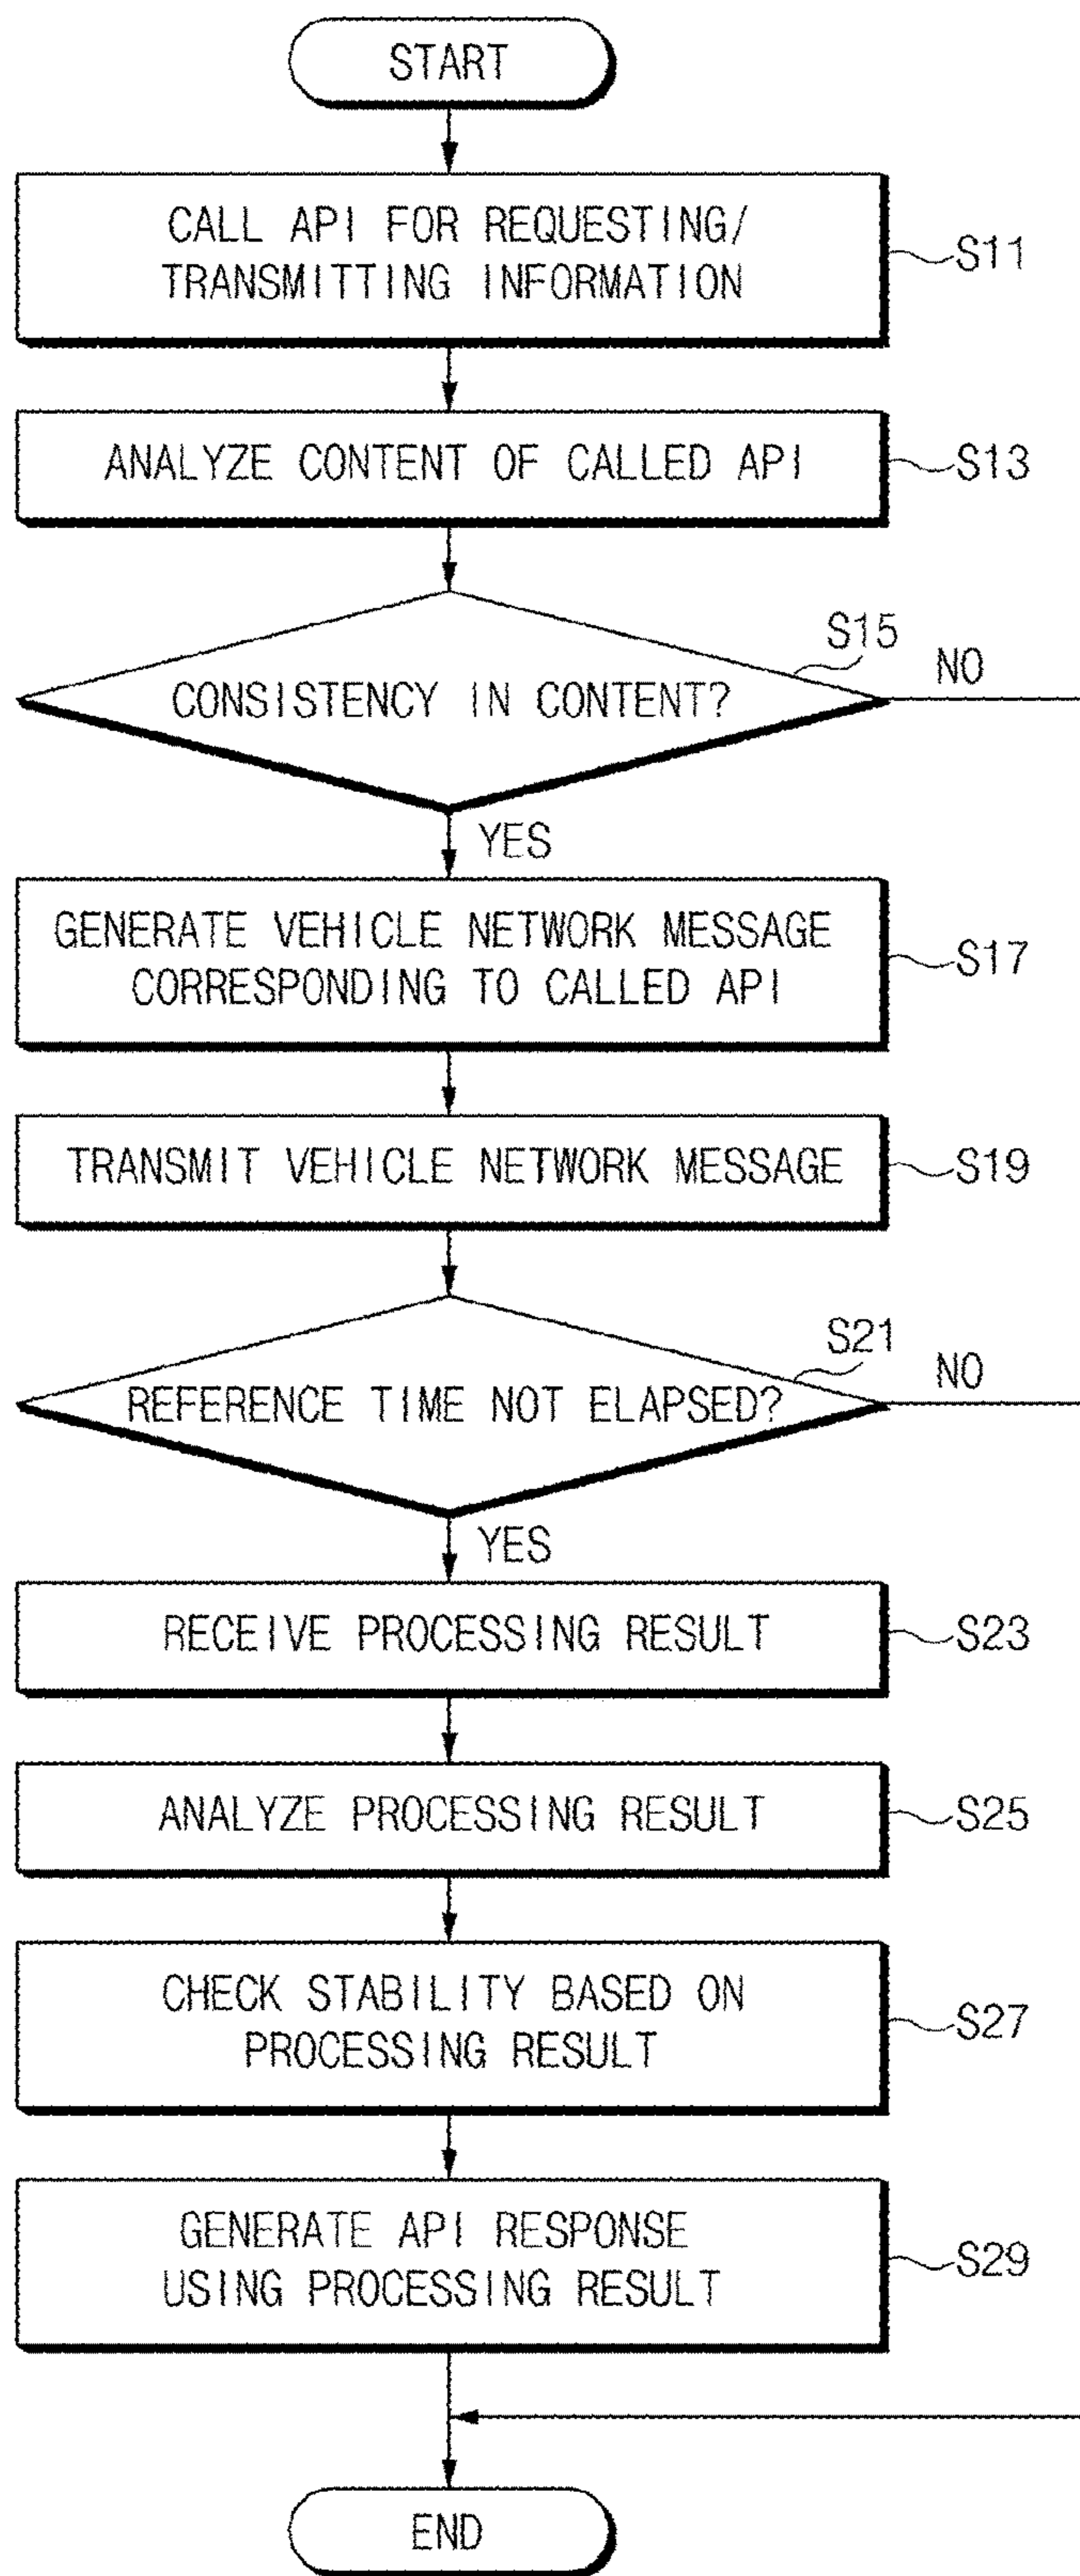 START
CALL API FOR REQUESTING/
TRANSMITTING INFORMATION
S11
ANALYZE CONTENT OF CALLED API
S13
S15
NO
CONSISTENCY IN CONTENT?
YES
GENERATE VEHICLE NETWORK MESSAGE
CORRESPONDING TO CALLED API
S17
TRANSMIT VEHICLE NETWORK MESSAGE
S19
S21
NO
REFERENCE TIME NOT ELAPSED?
YES
RECEIVE PROCESSING RESULT
S23
ANALYZE PROCESSING RESULT
S25
CHECK STABILITY BASED ON
PROCESSING RESULT
S27
GENERATE API RESPONSE
USING PROCESSING RESULT
S29
END